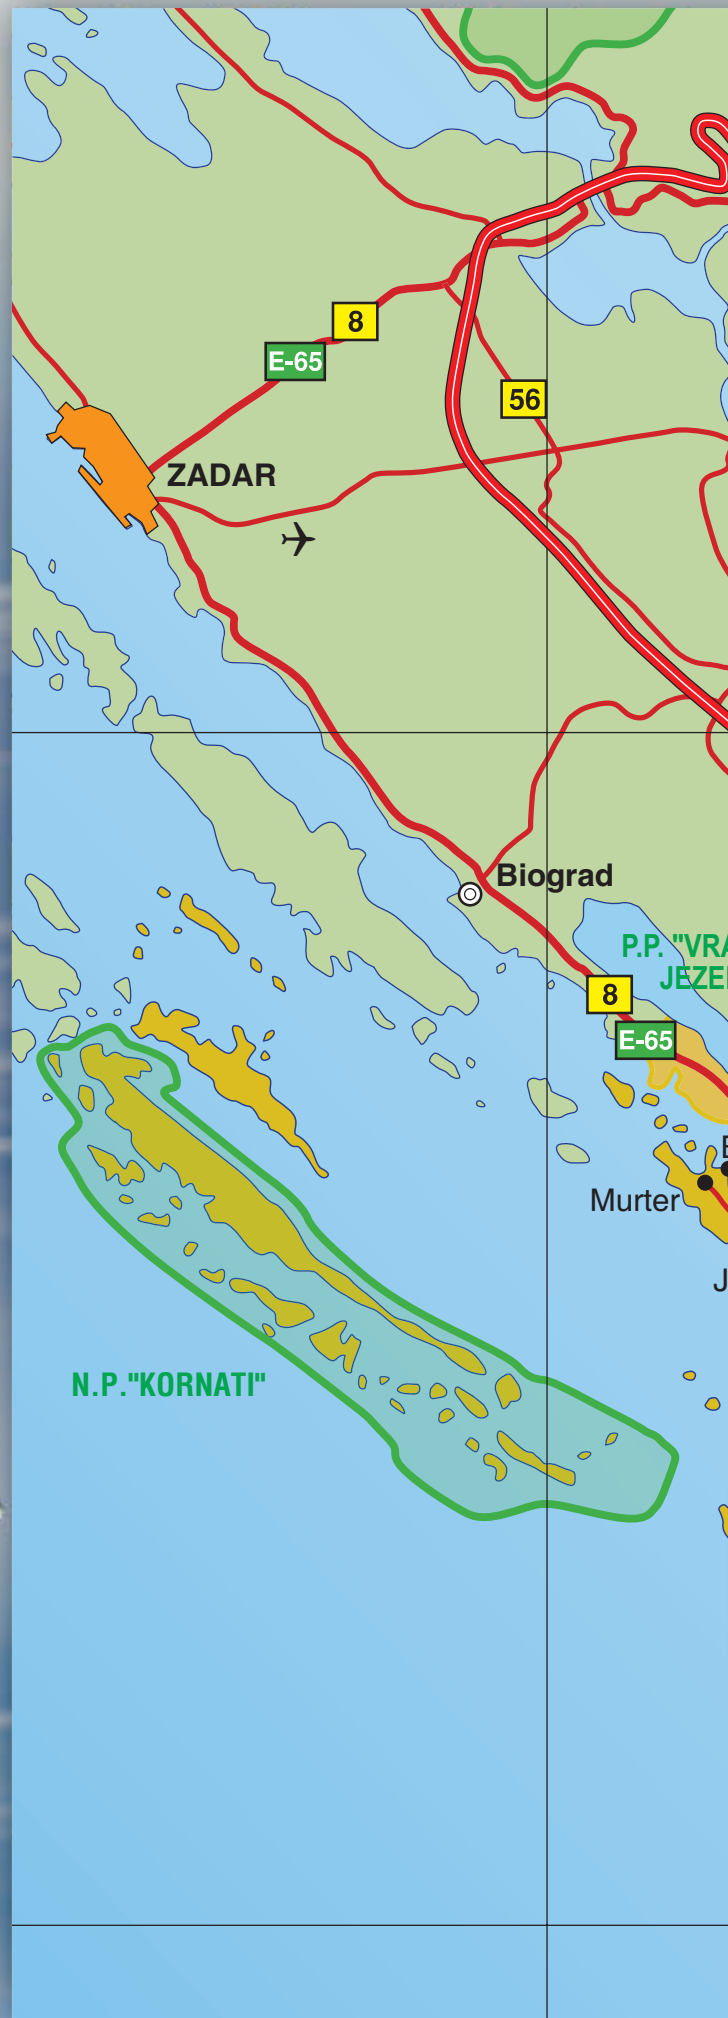 8
E-65
56
ZADAR
Biograd
P.P. "VRA
JEZE
8
E-65
Murter
J
N.P."KORNATI"